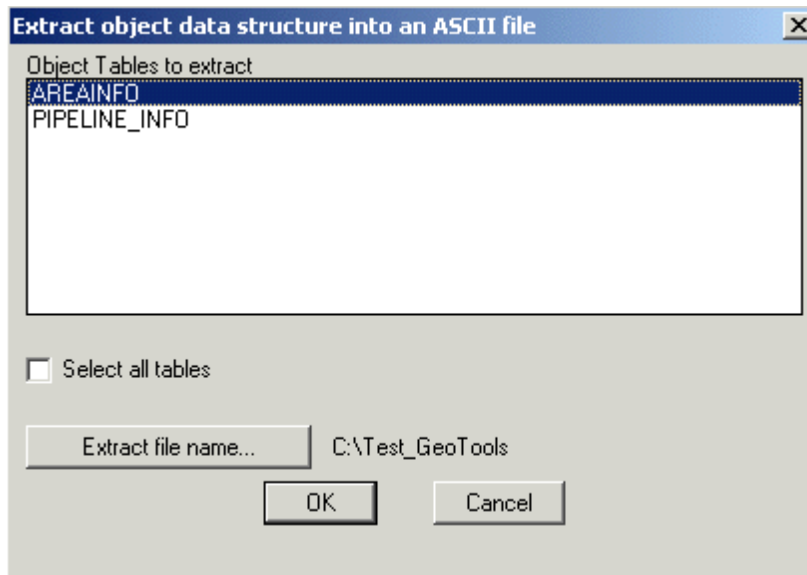 Extract object data structure into an ASCII file
Object Tables to extract
AREAINFO
PIPELINE_INFO
Select all tables
Extract file name... C:\Test_GeoTools
OK Cancel